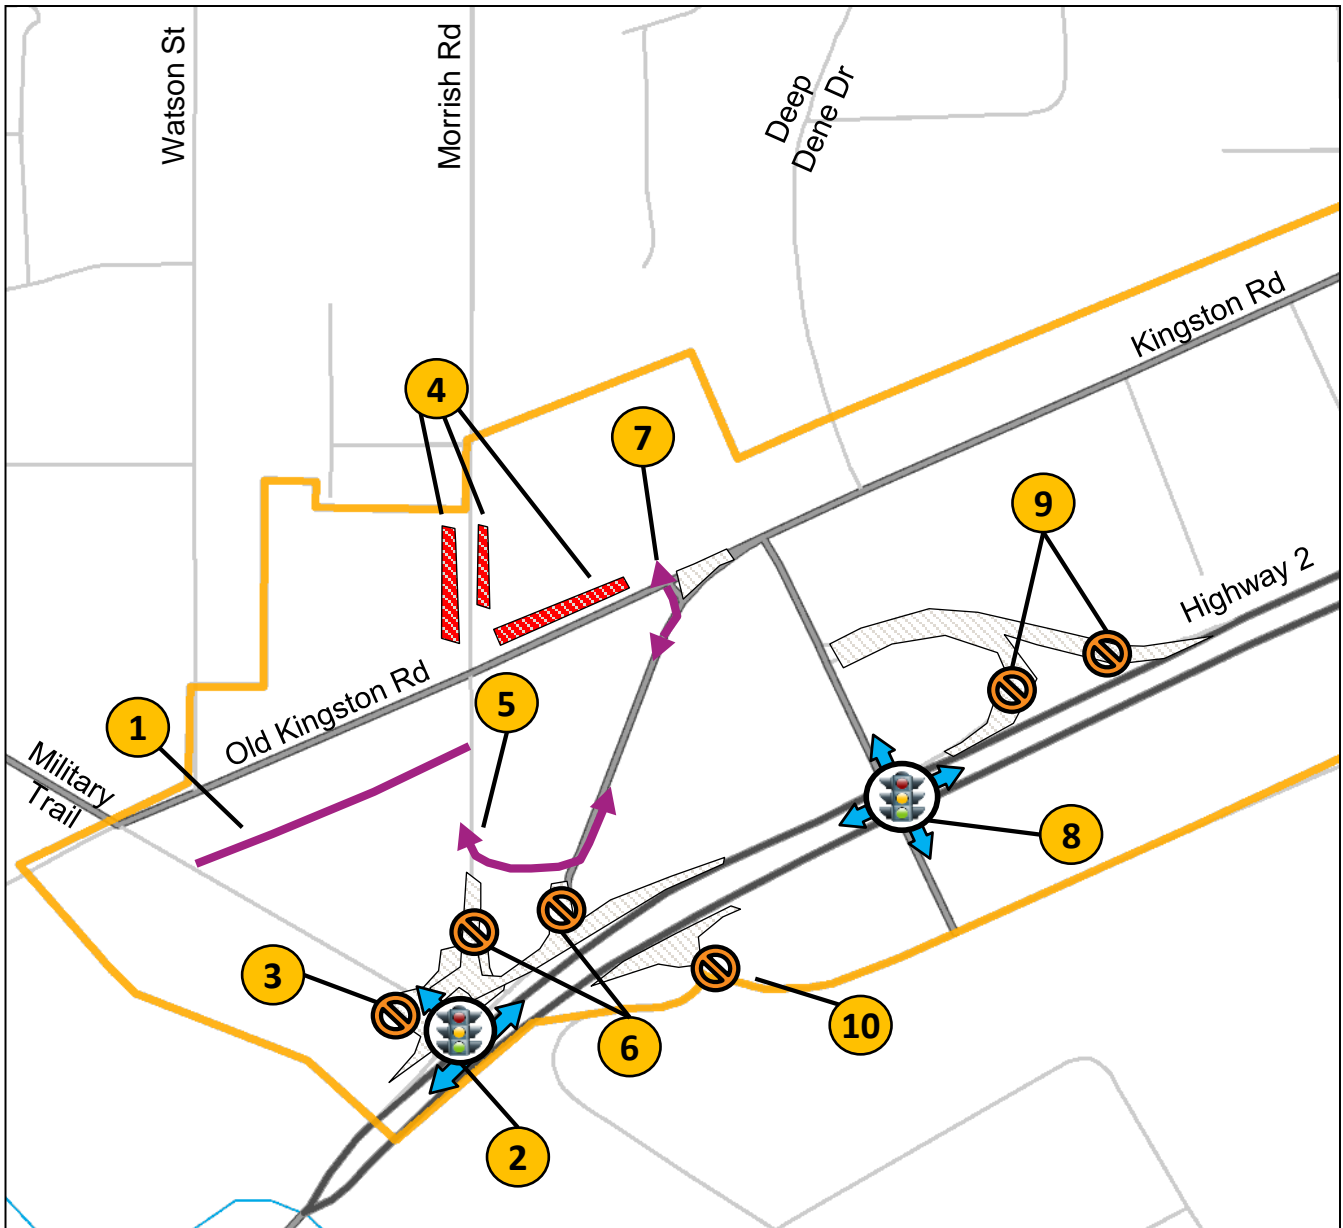 Watson St
Morrish Rd
Deep
Dene Dr
Kingston Rd
4
7
9
Highway 2
Old Kingston Rd
5
1
Military
Trail
8
3
10
6
2